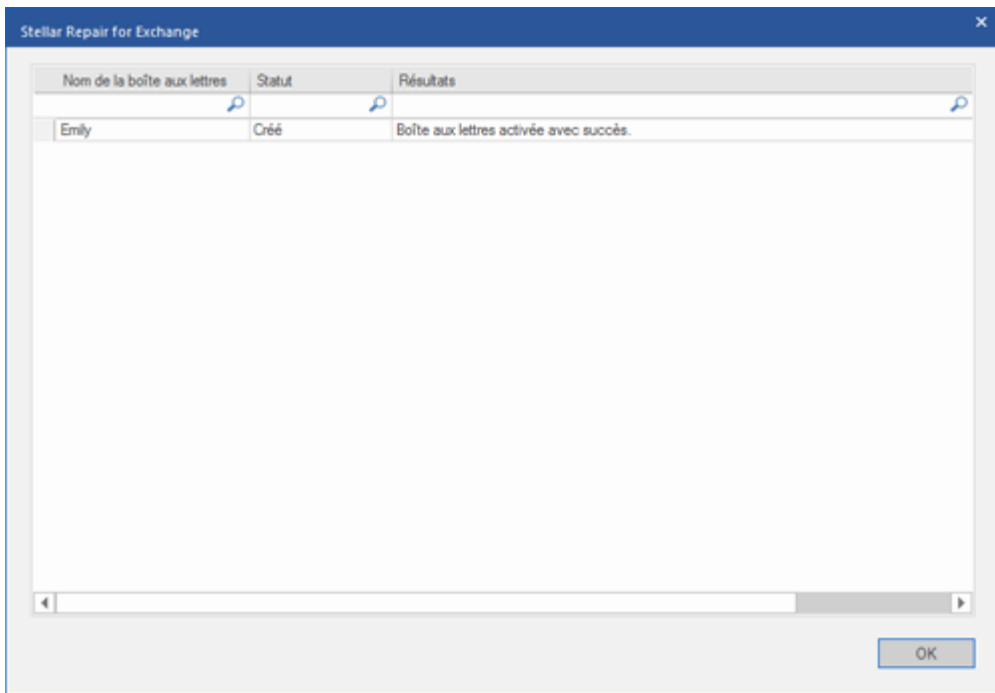 Stellar Repair for Exchange
Nom de la boîte aux lettres Statut Résultats
Emily Créé Boîte aux lettres activée avec succès.
OK